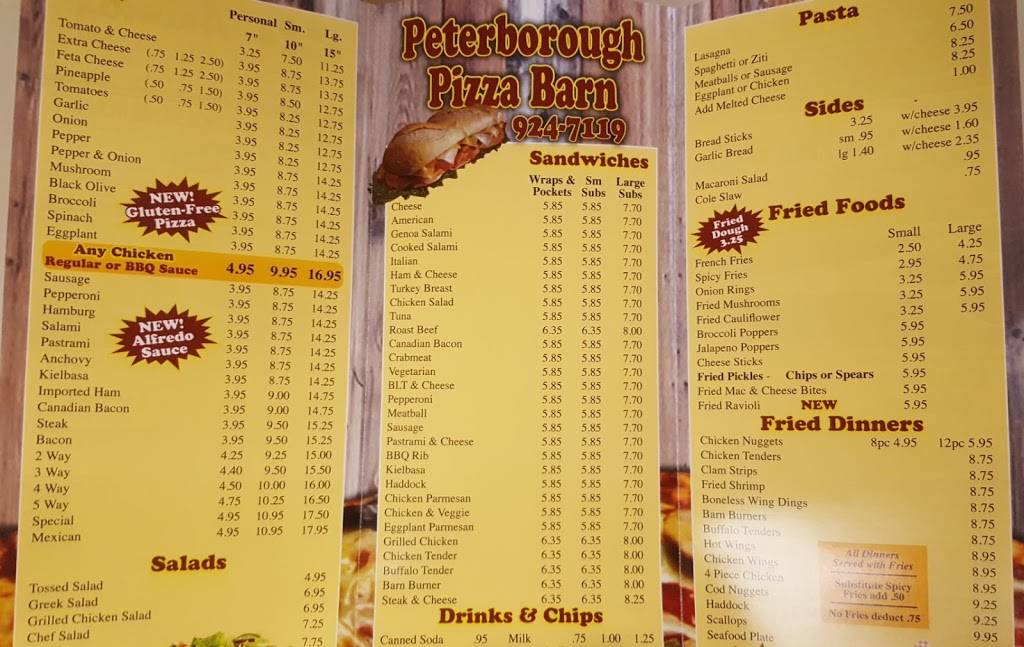 Personal Sm. Lg.
7" 10" 15"
Tomato & Cheese 3.25 7.50 11.25
Extra Cheese (.75 1.25 2.50) 3.95 8.75 13.75
Feta Cheese (.75 1.25 2.50) 3.95 8.75 13.75
Pineapple (.50 .75 1.50) 3.95 8.50 12.75
Tomatoes (.50 .75 1.50) 3.95 8.25 12.75
Garlic 3.95 8.25 12.75
Onion 3.95 8.25 12.75
Pepper 3.95 8.25 12.75
Pepper & Onion 3.95 8.75 14.25
Mushroom 3.95 8.75 14.25
Black Olive 3.95 8.75 14.25
Broccoli 3.95 8.75 14.25
Spinach 3.95 8.75 14.25
Eggplant 3.95 8.75 14.25
NEW!
Gluten-Free
Pizza
Any Chicken
Regular or BBQ Sauce 4.95 9.95 16.95
Sausage 3.95 8.75 14.25
Pepperoni 3.95 8.75 14.25
Hamburg 3.95 8.75 14.25
Salami 3.95 8.75 14.25
Pastrami 3.95 8.75 14.25
Anchovy 3.95 8.75 14.25
Kielbasa 3.95 8.75 14.25
Imported Ham 3.95 9.00 14.75
Canadian Bacon 3.95 9.00 14.75
Steak 3.95 9.50 15.25
Bacon 3.95 9.50 15.25
2 Way 4.25 9.25 15.00
3 Way 4.40 9.50 15.50
4 Way 4.50 10.00 16.00
5 Way 4.75 10.25 16.50
Special 4.95 10.95 17.50
Mexican 4.95 10.95 17.95
NEW!
Alfredo
Sauce
Salads
Tossed Salad 4.95
Greek Salad 6.95
Grilled Chicken Salad 6.95
Chef Salad 7.25
7.75
Peterborough
Pizza Barn
924-7119
Sandwiches
Wraps & Sm Large
Pockets Subs Subs
Cheese 5.85 5.85 7.70
American 5.85 5.85 7.70
Genoa Salami 5.85 5.85 7.70
Cooked Salami 5.85 5.85 7.70
Italian 5.85 5.85 7.70
Ham & Cheese 5.85 5.85 7.70
Turkey Breast 5.85 5.85 7.70
Chicken Salad 5.85 5.85 7.70
Tuna 5.85 5.85 7.70
Roast Beef 6.35 6.35 8.00
Canadian Bacon 5.85 5.85 7.70
Crabmeat 5.85 5.85 7.70
Vegetarian 5.85 5.85 7.70
BLT & Cheese 5.85 5.85 7.70
Pepperoni 5.85 5.85 7.70
Meatball 5.85 5.85 7.70
Sausage 5.85 5.85 7.70
Pastrami & Cheese 5.85 5.85 7.70
BBQ Rib 5.85 5.85 7.70
Kielbasa 5.85 5.85 7.70
Haddock 5.85 5.85 7.70
Chicken Parmesan 5.85 5.85 7.70
Chicken & Veggie 5.85 5.85 7.70
Eggplant Parmesan 5.85 5.85 7.70
Grilled Chicken 6.35 6.35 8.00
Chicken Tender 6.35 6.35 8.00
Buffalo Tender 6.35 6.35 8.00
Barn Burner 6.35 6.35 8.00
Steak & Cheese 6.35 6.35 8.25
Drinks & Chips
Canned Soda .95 Milk .75 1.00 1.25
Pasta
Lasagna 7.50
Spaghetti or Ziti 6.50
Meatballs or Sausage 8.25
Eggplant or Chicken 8.25
Add Melted Cheese 1.00
Sides
Bread Sticks 3.25 w/cheese 3.95
Garlic Bread sm .95 w/cheese 1.60
lg 1.40 w/cheese 2.35
Macaroni Salad .95
Cole Slaw .75
Fried
Dough
3.25
Fried Foods
Small Large
French Fries 2.50 4.25
Spicy Fries 2.95 4.75
Onion Rings 3.25 5.95
Fried Mushrooms 3.25 5.95
Fried Cauliflower 3.25 5.95
Broccoli Poppers 5.95
Jalapeno Poppers 5.95
Cheese Sticks 5.95
Fried Pickles - Chips or Spears 5.95
Fried Mac & Cheese Bites 5.95
Fried Ravioli NEW 5.95
Fried Dinners
Chicken Nuggets 8pc 4.95 12pc 5.95
Chicken Tenders 8.75
Clam Strips 8.75
Fried Shrimp 8.75
Boneless Wing Dings 8.75
Barn Burners 8.75
Buffalo Tenders 8.75
Hot Wings 8.95
Chicken Wings 8.95
4 Piece Chicken 8.95
Cod Nuggets 9.25
Haddock 9.25
Scallops 9.95
Seafood Plate
All Dinners
Served with Fries
Substitute Spicy
Fries add .50
No Fries deduct .75